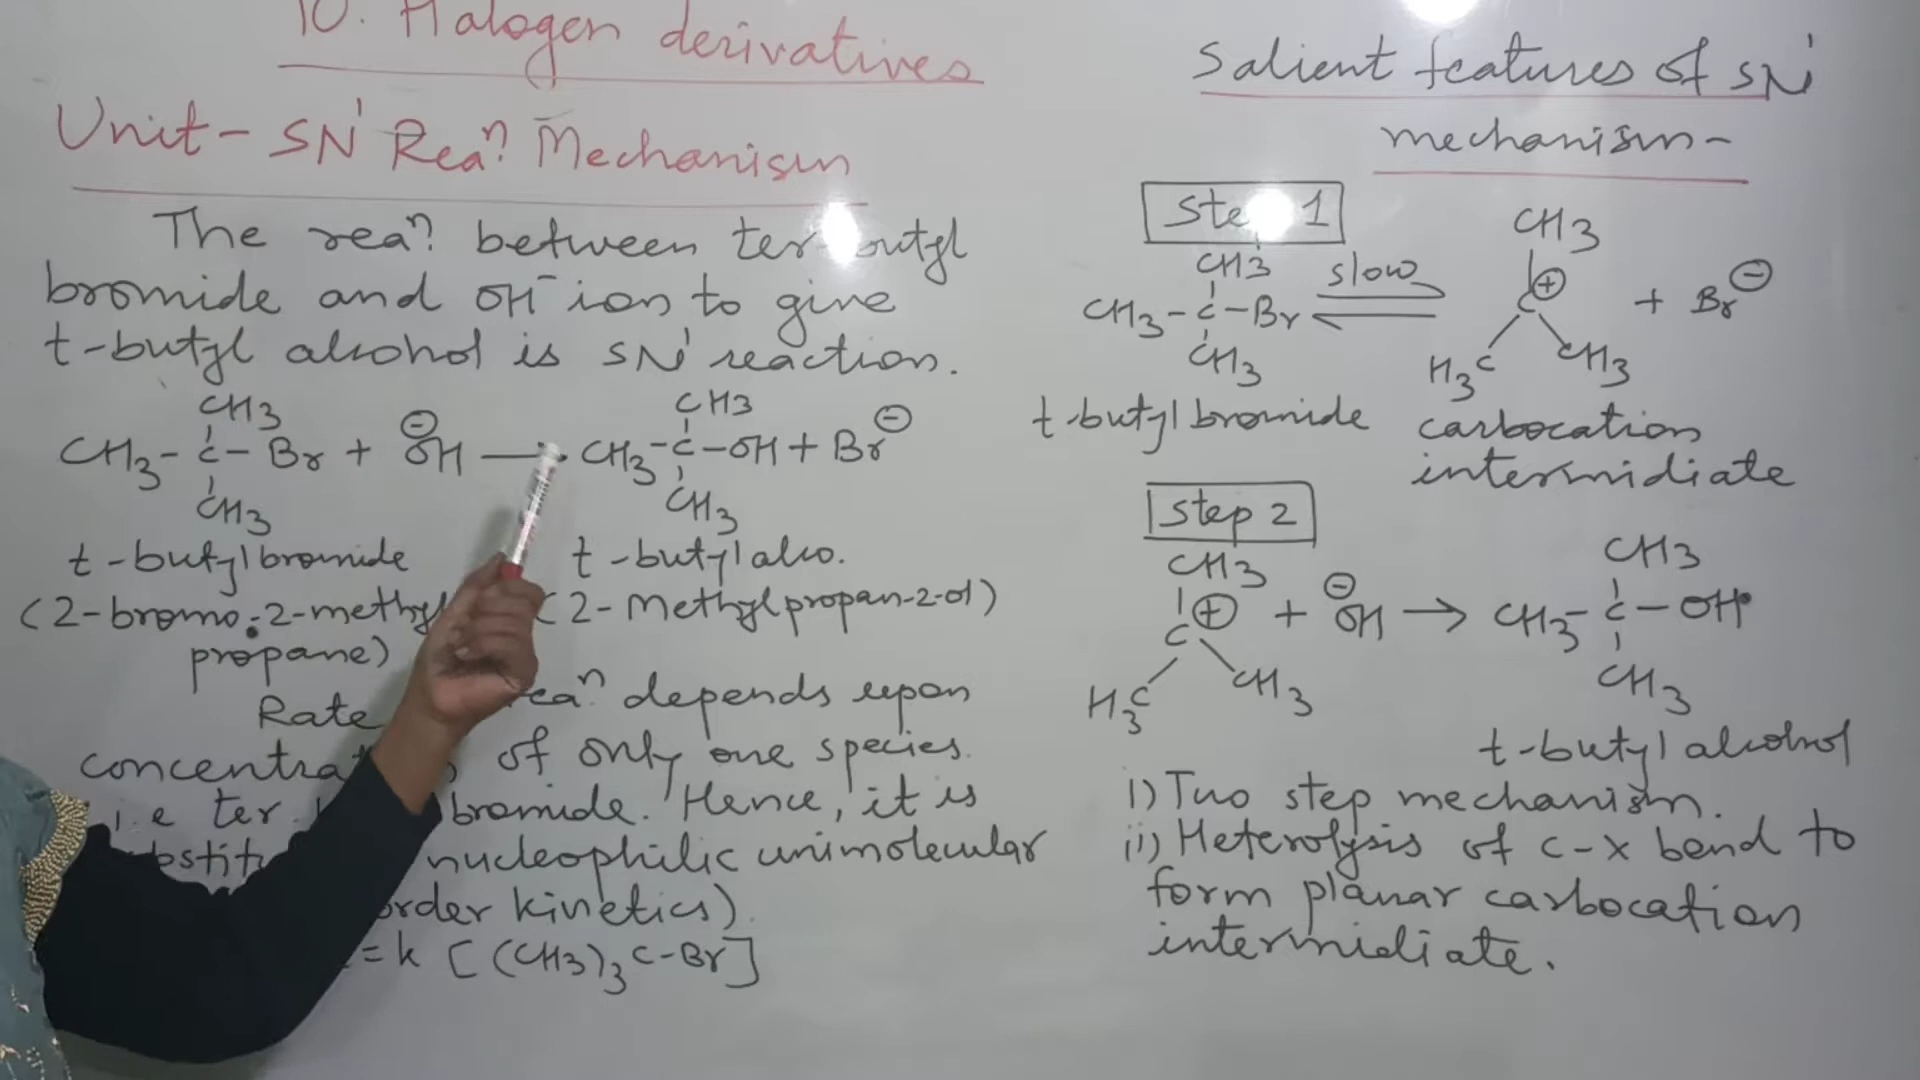 10. Halogen derivatives
Unit- SN¹ Reaⁿ. Mechanism
The reaⁿ. between ter butyl
bromide and OH⁻ ion to give
t-butyl alcohol is SN¹ reaction.
CH3
CH3-C-Br + ⊖OH → CH3-C-OH + Br⊖
CH3
CH3
CH3
t-butylbromide t-butylalco.
(2-bromo-2-methyl (2-Methylpropan-2-ol)
propane)
Rate reaⁿ depends upon
of only one species.
i.e ter. bromide. Hence, it is
nucleophilic unimolecular
order kinetics).
=k [(CH3)3C-Br]
Salient features of SN¹
mechanism-
Step 1
CH3
CH3
CH3-C-Br slow ⇌ C⊕ + Br⊖
CH3
H3C CH3
t-butylbromide carbocation
intermidiate
Step 2
CH3
CH3
C⊕ + ⊖OH → CH3-C-OH
H3C CH3
CH3
t-butyl alcohol
i) Two step mechanism.
ii) Heterolysis of C-X bond to
form planar carbocation
intermidiate.